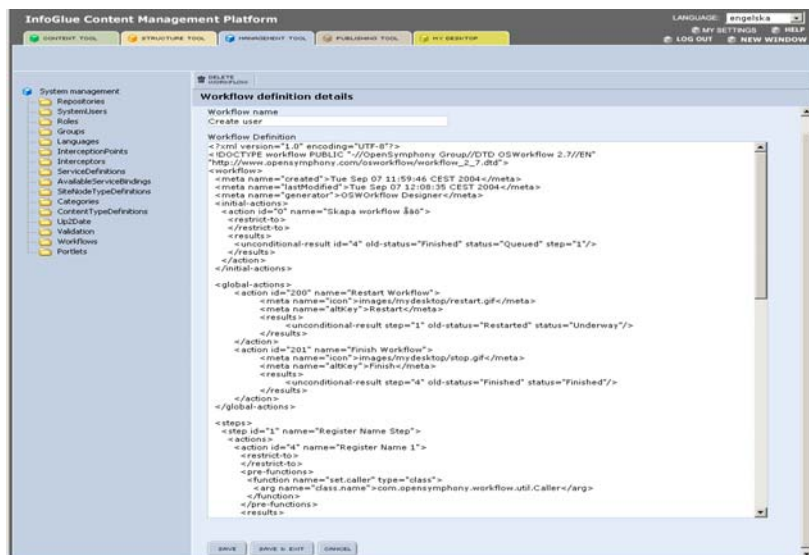 InfoGlue Content Management Platform
LANGUAGE: engelska
MY SETTINGS HELP
LOG OUT NEW WINDOW
CONTENT TOOL STRUCTURE TOOL MANAGEMENT TOOL PUBLISHING TOOL MY DESKTOP
DELETE WORKFLOW
System management
Repositories
SystemUsers
Roles
Groups
Languages
InterceptionPoints
Interceptors
ServiceDefinitions
AvailableServiceBindings
SiteNodeTypeDefinitions
Categories
ContentTypeDefinitions
Up2Date
Validation
Workflows
Portlets
Workflow definition details
Workflow name
Create user
Workflow Definition
<?xml version="1.0" encoding="UTF-8"?>
<!DOCTYPE workflow PUBLIC "-//OpenSymphony Group//DTD OSWorkflow 2.7//EN"
"http://www.opensymphony.com/osworkflow/workflow_2_7.dtd">
<workflow>
<meta name="created">Tue Sep 07 11:59:46 CEST 2004</meta>
<meta name="lastModified">Tue Sep 07 12:08:35 CEST 2004</meta>
<meta name="generator">OSWOrkflow Designer</meta>
<initial-actions>
<action id="0" name="Skapa workflow åäö">
<restrict-to>
</restrict-to>
<results>
<unconditional-result id="4" old-status="Finished" status="Queued" step="1"/>
</results>
</action>
</initial-actions>
<global-actions>
<action id="200" name="Restart Workflow">
<meta name="icon">images/mydesktop/restart.gif</meta>
<meta name="altKey">Restart</meta>
<results>
<unconditional-result step="1" old-status="Restarted" status="Underway"/>
</results>
</action>
<action id="201" name="Finish Workflow">
<meta name="icon">images/mydesktop/stop.gif</meta>
<meta name="altKey">Finish</meta>
<results>
<unconditional-result step="4" old-status="Finished" status="Finished"/>
</results>
</action>
</global-actions>
<steps>
<step id="1" name="Register Name Step">
<actions>
<action id="4" name="Register Name 1">
<restrict-to>
</restrict-to>
<pre-functions>
<function name="set.caller" type="class">
<arg name="class.name">com.opensymphony.workflow.util.Caller</arg>
</function>
</pre-functions>
<results>
SAVE SAVE & EXIT CANCEL